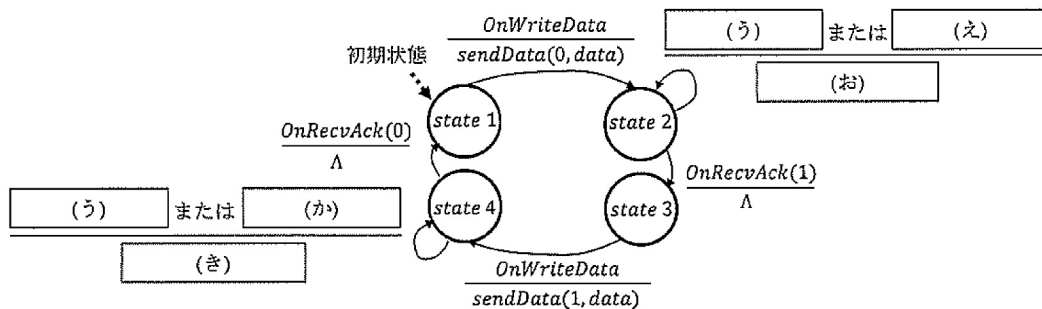 OnWriteData
sendData(0, data)
(う) または (え)
(お)
初期状態
state 1
state 2
OnRecvAck(0)
Λ
OnRecvAck(1)
Λ
(う) または (か)
(き)
state 4
state 3
OnWriteData
sendData(1, data)